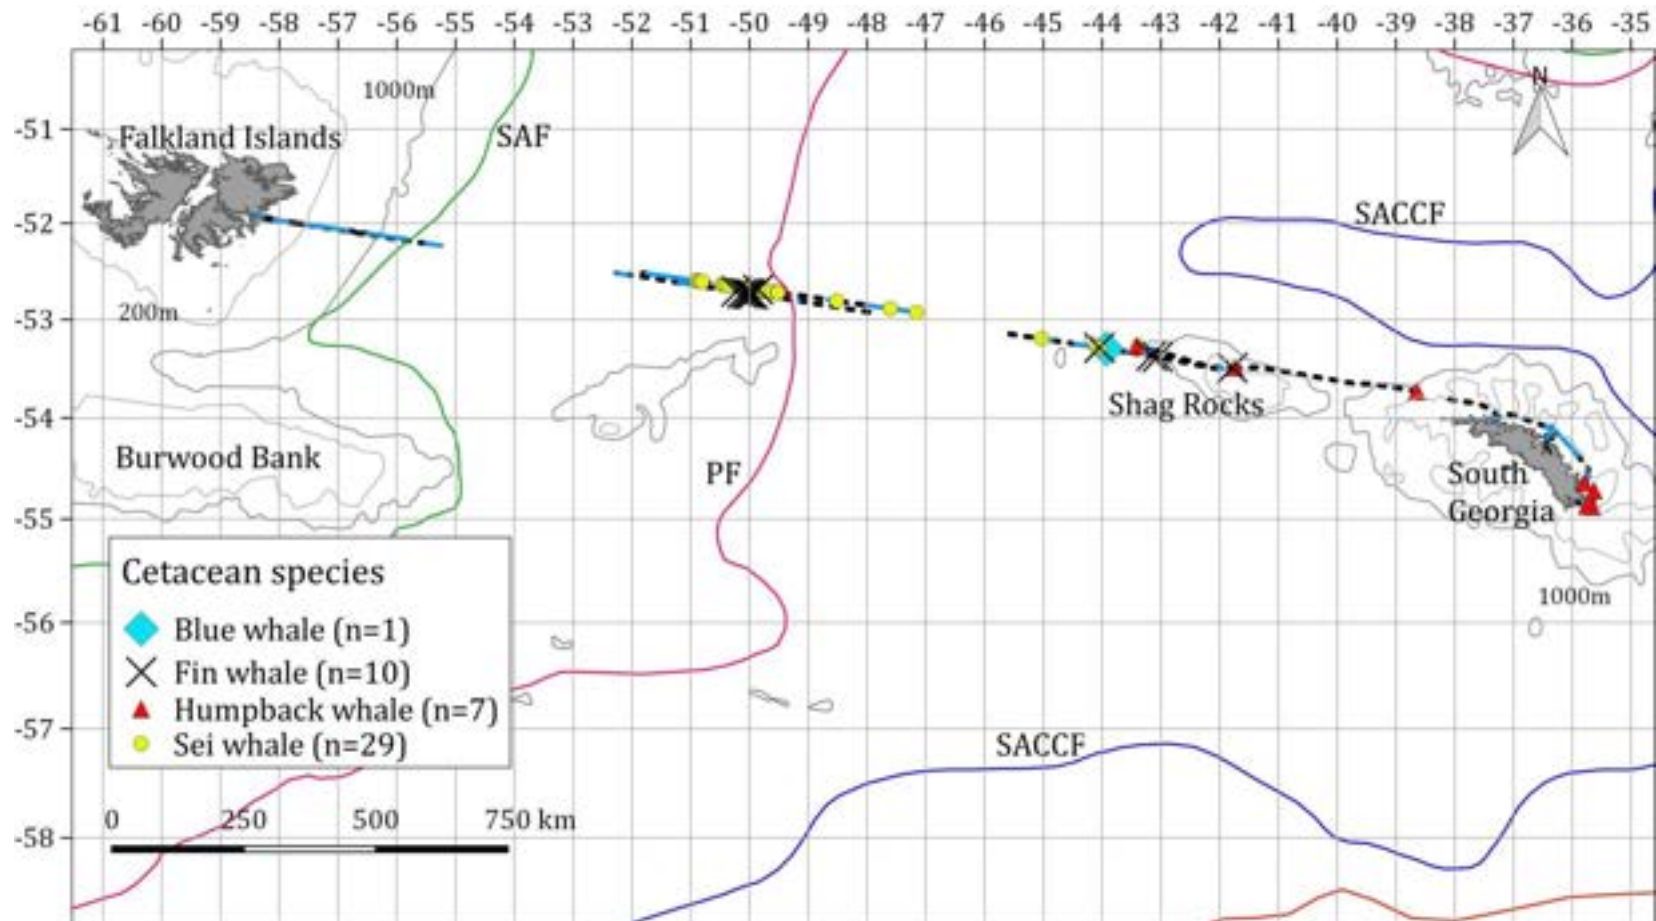 -61 -60 -59 -58 -57 -56 -55 -54 -53 -52 -51 -50 -49 -48 -47 -46 -45 -44 -43 -42 -41 -40 -39 -38 -37 -36 -35
N
1000m
-51
Falkland Islands
SAF
-52
SACCF
200m
-53
Shag Rocks
-54
Burwood Bank
PF
South
Georgia
-55
Cetacean species
1000m
-56
Blue whale (n=1)
Fin whale (n=10)
Humpback whale (n=7)
-57
Sei whale (n=29)
SACCF
0 250 500 750 km
-58